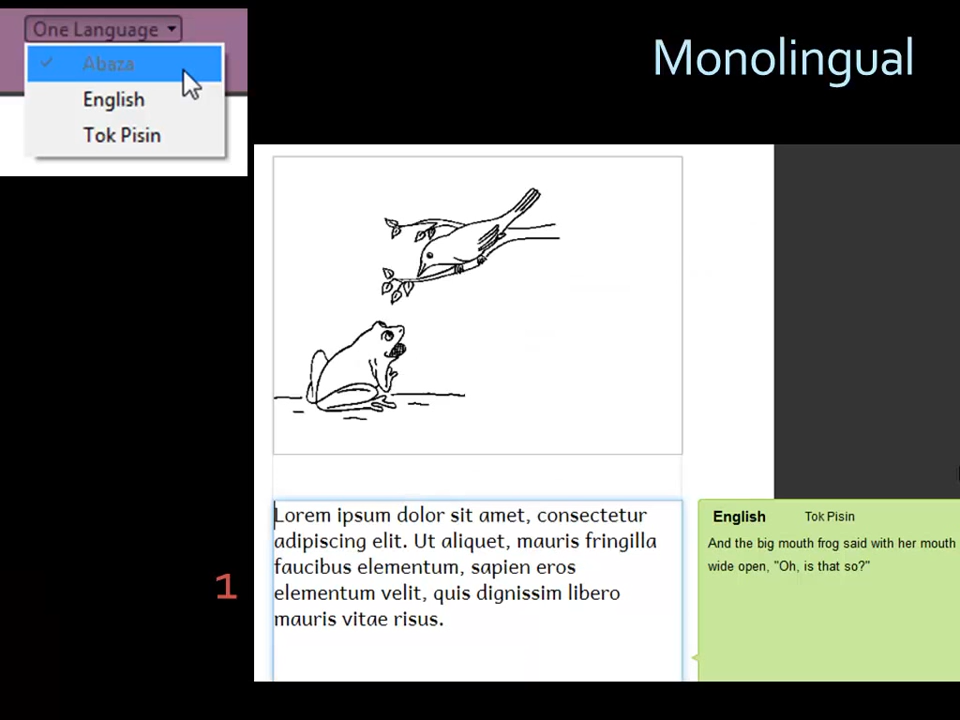 One Language
Monolingual
Abaza
English
Tok Pisin
Lorem ipsum dolor sit amet, consectetur
adipiscing elit. Ut aliquet, mauris fringilla
faucibus elementum, sapien eros
elementum velit, quis dignissim libero
mauris vitae risus.
1
English Tok Pisin
And the big mouth frog said with her mouth
wide open, "Oh, is that so?"